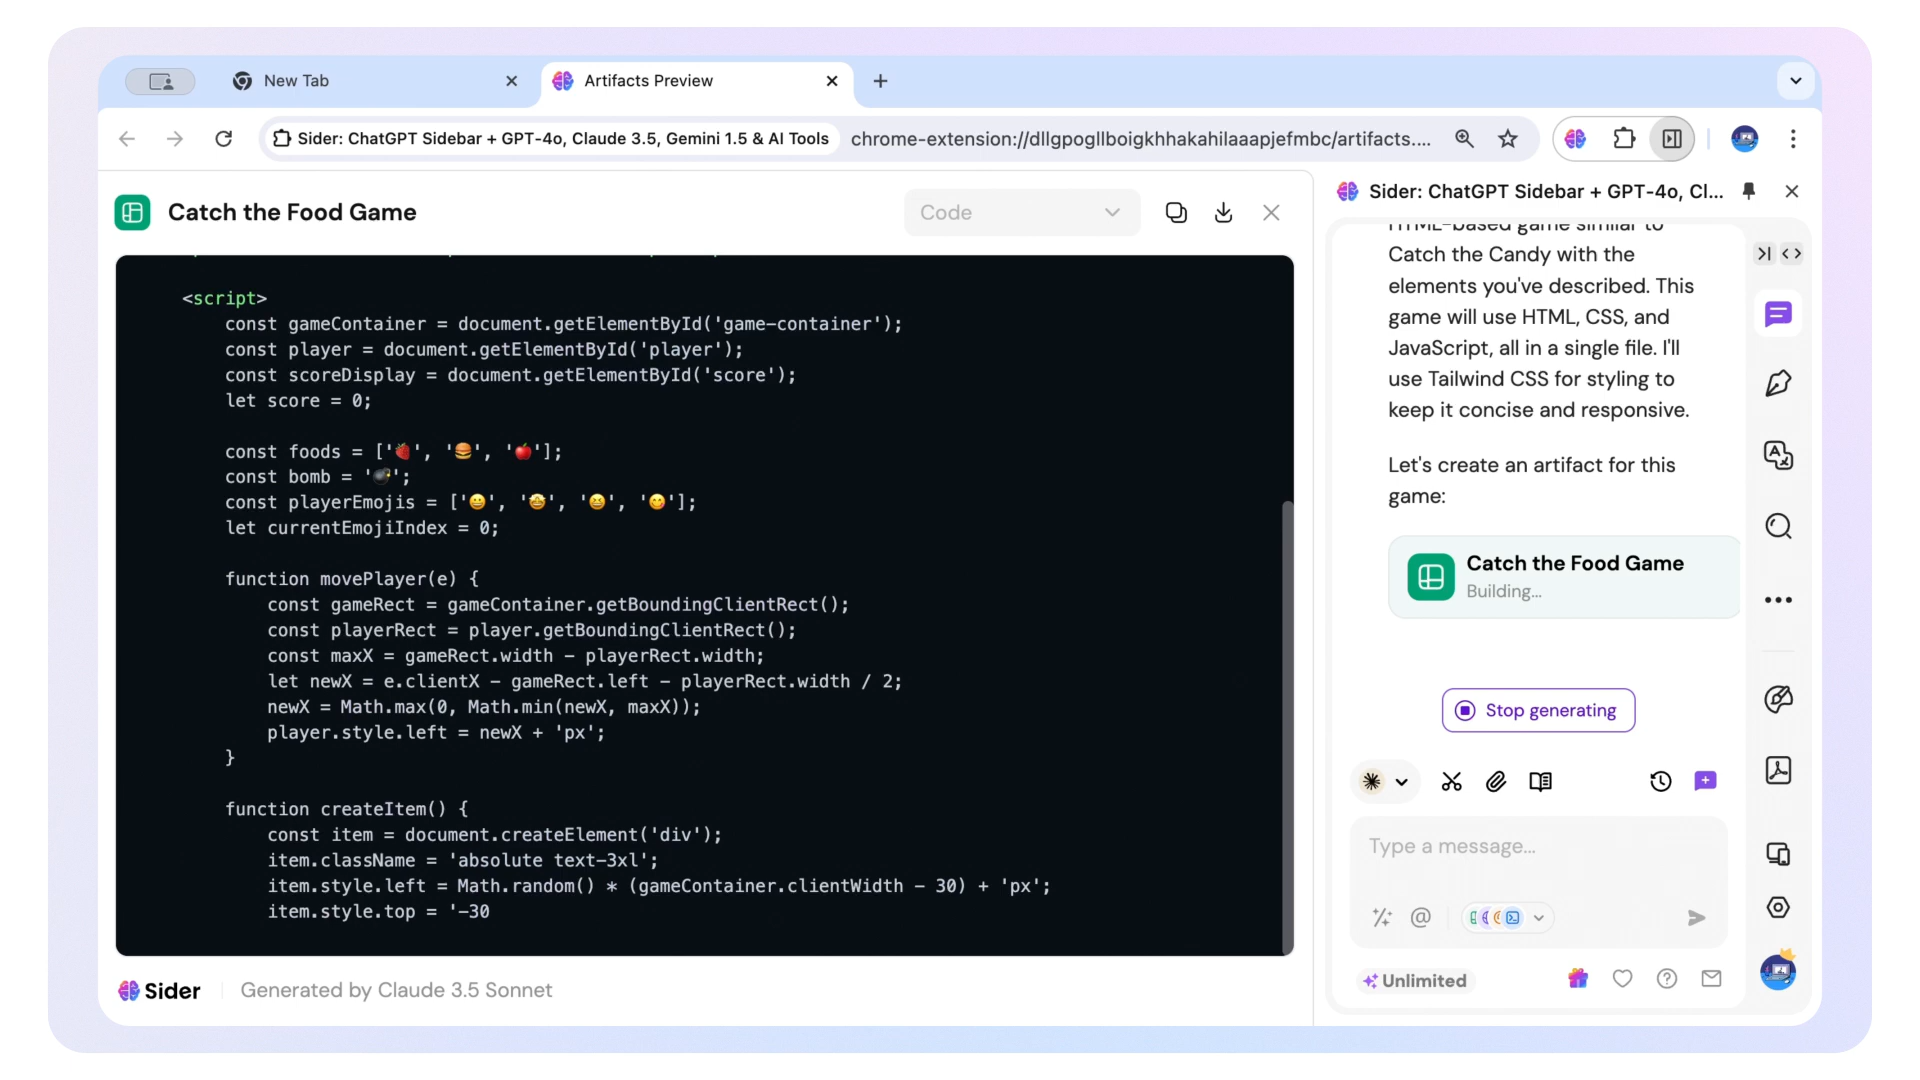 New Tab
Artifacts Preview
Sider: ChatGPT Sidebar + GPT-4o, Claude 3.5, Gemini 1.5 & AI Tools
chrome-extension://dllgpogllboigkhhakahilaaapjefmbc/artifacts....
Catch the Food Game
Code
<script>
const gameContainer = document.getElementById('game-container');
const player = document.getElementById('player');
const scoreDisplay = document.getElementById('score');
let score = 0;
const foods = ['🍓', '🍔', '🍎'];
const bomb = '💣';
const playerEmojis = ['😀', '🤩', '😆', '😋'];
let currentEmojiIndex = 0;
function movePlayer(e) {
const gameRect = gameContainer.getBoundingClientRect();
const playerRect = player.getBoundingClientRect();
const maxX = gameRect.width - playerRect.width;
let newX = e.clientX - gameRect.left - playerRect.width / 2;
newX = Math.max(0, Math.min(newX, maxX));
player.style.left = newX + 'px';
}
function createItem() {
const item = document.createElement('div');
item.className = 'absolute text-3xl';
item.style.left = Math.random() * (gameContainer.clientWidth - 30) + 'px';
item.style.top = '-30
Sider
Generated by Claude 3.5 Sonnet
Sider: ChatGPT Sidebar + GPT-4o, Cl...
HTML-based game similar to
Catch the Candy with the
elements you've described. This
game will use HTML, CSS, and
JavaScript, all in a single file. I'll
use Tailwind CSS for styling to
keep it concise and responsive.
Let's create an artifact for this
game:
Catch the Food Game
Building...
Stop generating
Type a message...
Unlimited